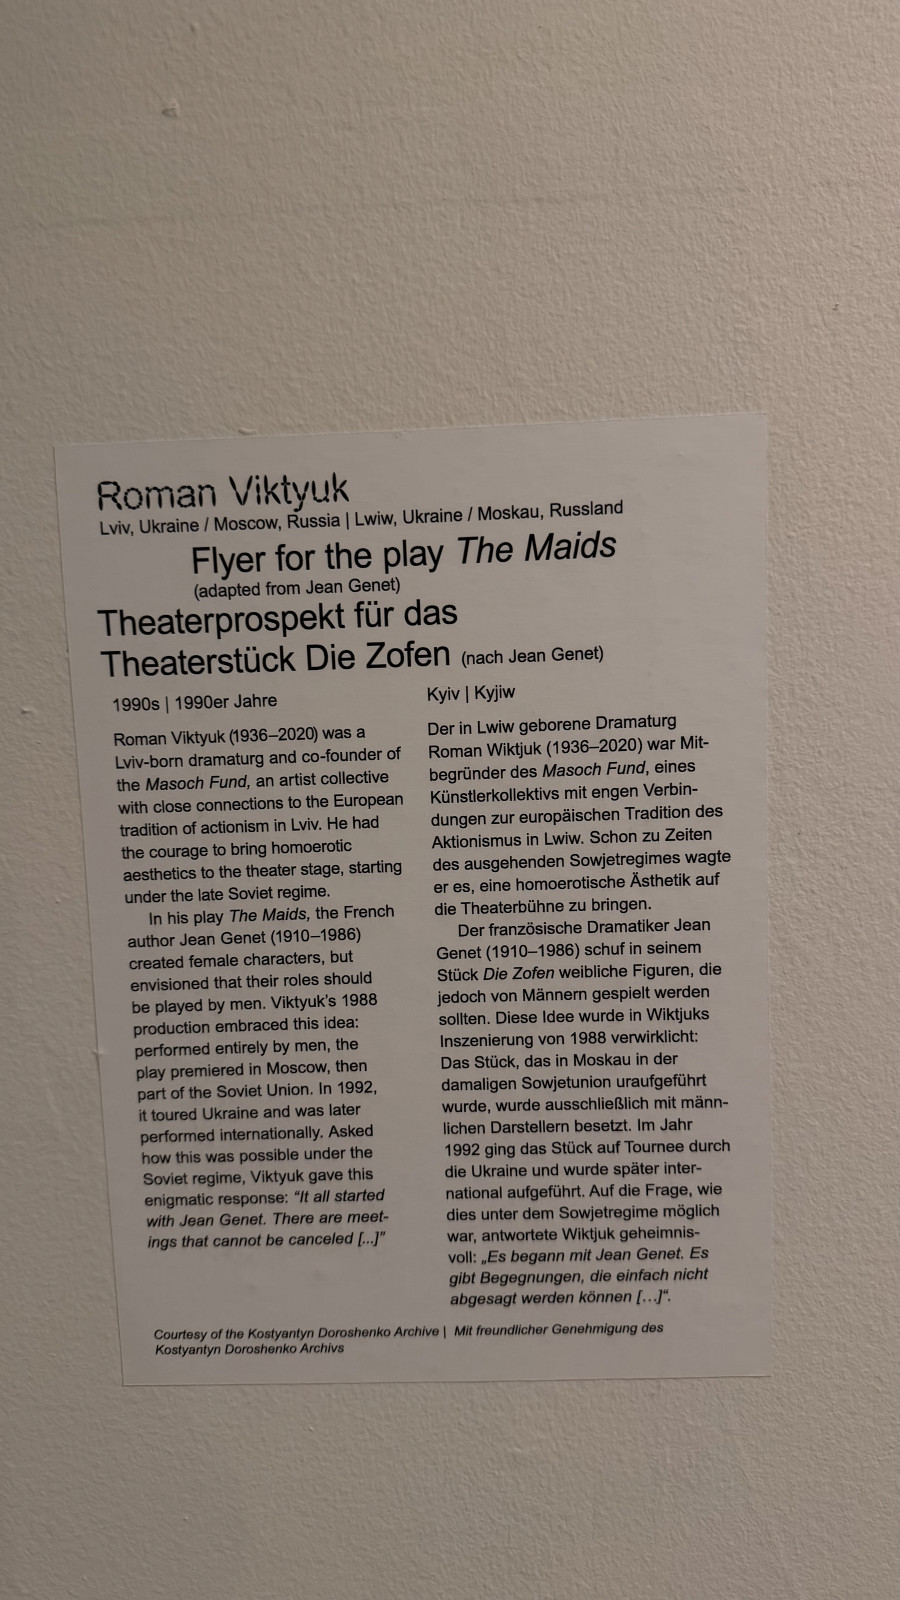 Roman Viktyuk
Lviv, Ukraine / Moscow, Russia | Lwiw, Ukraine / Moskau, Russland
Flyer for the play The Maids
(adapted from Jean Genet)
Theaterprospekt für das
Theaterstück Die Zofen (nach Jean Genet)
1990s | 1990er Jahre
Roman Viktyuk (1936–2020) was a
Lviv-born dramaturg and co-founder of
the Masoch Fund, an artist collective
with close connections to the European
tradition of actionism in Lviv. He had
the courage to bring homoerotic
aesthetics to the theater stage, starting
under the late Soviet regime.
In his play The Maids, the French
author Jean Genet (1910–1986)
created female characters, but
envisioned that their roles should
be played by men. Viktyuk's 1988
production embraced this idea:
performed entirely by men, the
play premiered in Moscow, then
part of the Soviet Union. In 1992,
it toured Ukraine and was later
performed internationally. Asked
how this was possible under the
Soviet regime, Viktyuk gave this
enigmatic response: “It all started
with Jean Genet. There are meet-
ings that cannot be canceled [...]”
Kyiv | Kyjiw
Der in Lwiw geborene Dramaturg
Roman Wiktjuk (1936–2020) war Mit-
begründer des Masoch Fund, eines
Künstlerkollektivs mit engen Verbin-
dungen zur europäischen Tradition des
Aktionismus in Lwiw. Schon zu Zeiten
des ausgehenden Sowjetregimes wagte
er es, eine homoerotische Ästhetik auf
die Theaterbühne zu bringen.
Der französische Dramatiker Jean
Genet (1910–1986) schuf in seinem
Stück Die Zofen weibliche Figuren, die
jedoch von Männern gespielt werden
sollten. Diese Idee wurde in Wiktjuks
Inszenierung von 1988 verwirklicht:
Das Stück, das in Moskau in der
damaligen Sowjetunion uraufgeführt
wurde, wurde ausschließlich mit männ-
lichen Darstellern besetzt. Im Jahr
1992 ging das Stück auf Tournee durch
die Ukraine und wurde später inter-
national aufgeführt. Auf die Frage, wie
dies unter dem Sowjetregime möglich
war, antwortete Wiktjuk geheimnis-
voll: „Es begann mit Jean Genet. Es
gibt Begegnungen, die einfach nicht
abgesagt werden können […]“.
Courtesy of the Kostyantyn Doroshenko Archive | Mit freundlicher Genehmigung des
Kostyantyn Doroshenko Archivs